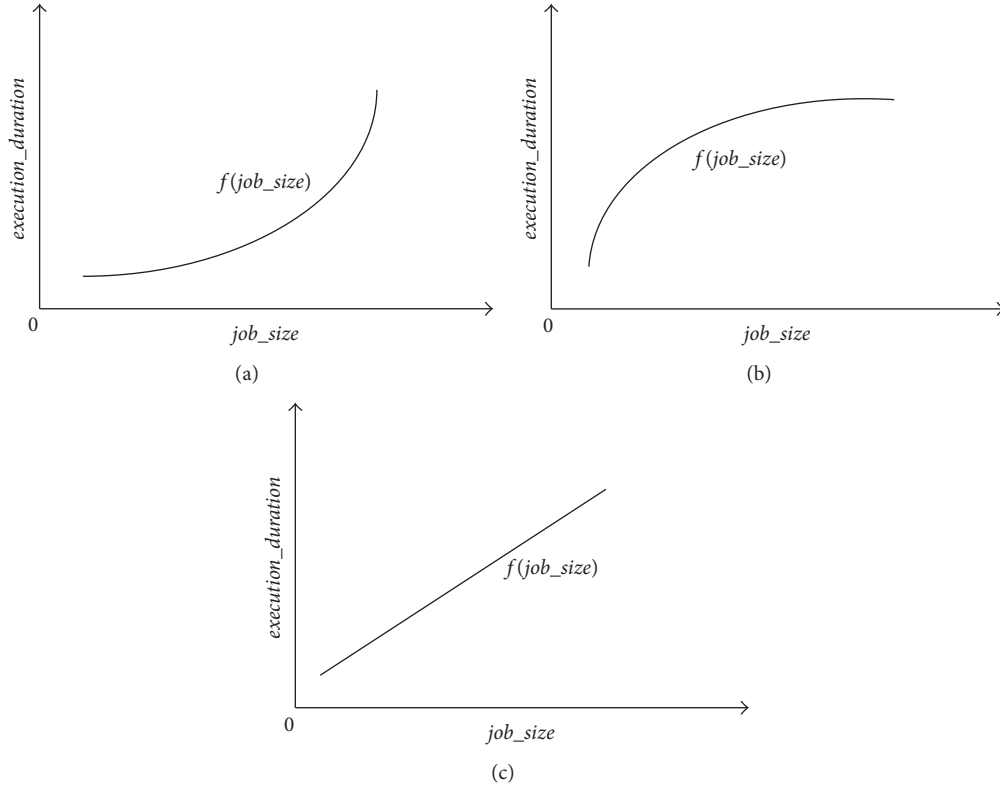 execution_duration
f(job_size)
0
job_size
(a)
execution_duration
f(job_size)
0
job_size
(b)
execution_duration
f(job_size)
0
job_size
(c)